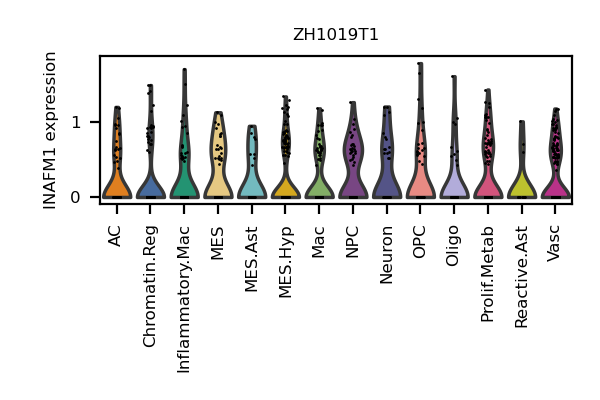 ZH1019T1
INAFM1 expression
1
0
AC
Chromatin.Reg
Inflammatory.Mac
MES
MES.Ast
MES.Hyp
Mac
NPC
Neuron
OPC
Oligo
Prolif.Metab
Reactive.Ast
Vasc